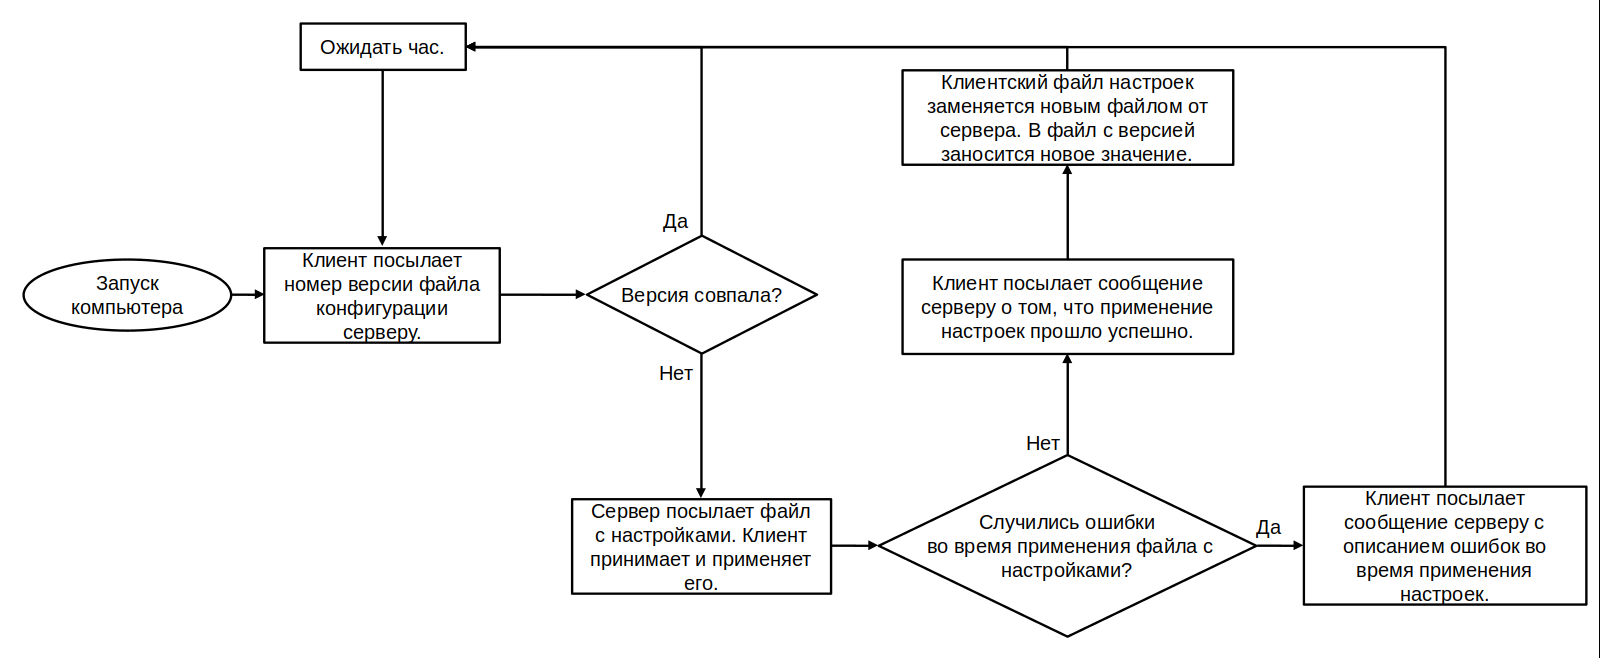 Ожидать час.
Клиентский файл настроек
заменяется новым файлом от
сервера. В файл с версией
заносится новое значение.
Да
Запуск
компьютера
Клиент посылает
номер версии файла
конфигурации
серверу.
Версия совпала?
Клиент посылает сообщение
серверу о том, что применение
настроек прошло успешно.
Нет
Нет
Сервер посылает файл
с настройками. Клиент
принимает и применяет
его.
Случились ошибки
во время применения файла с
настройками?
Да
Клиент посылает
сообщение серверу с
описанием ошибок во
время применения
настроек.